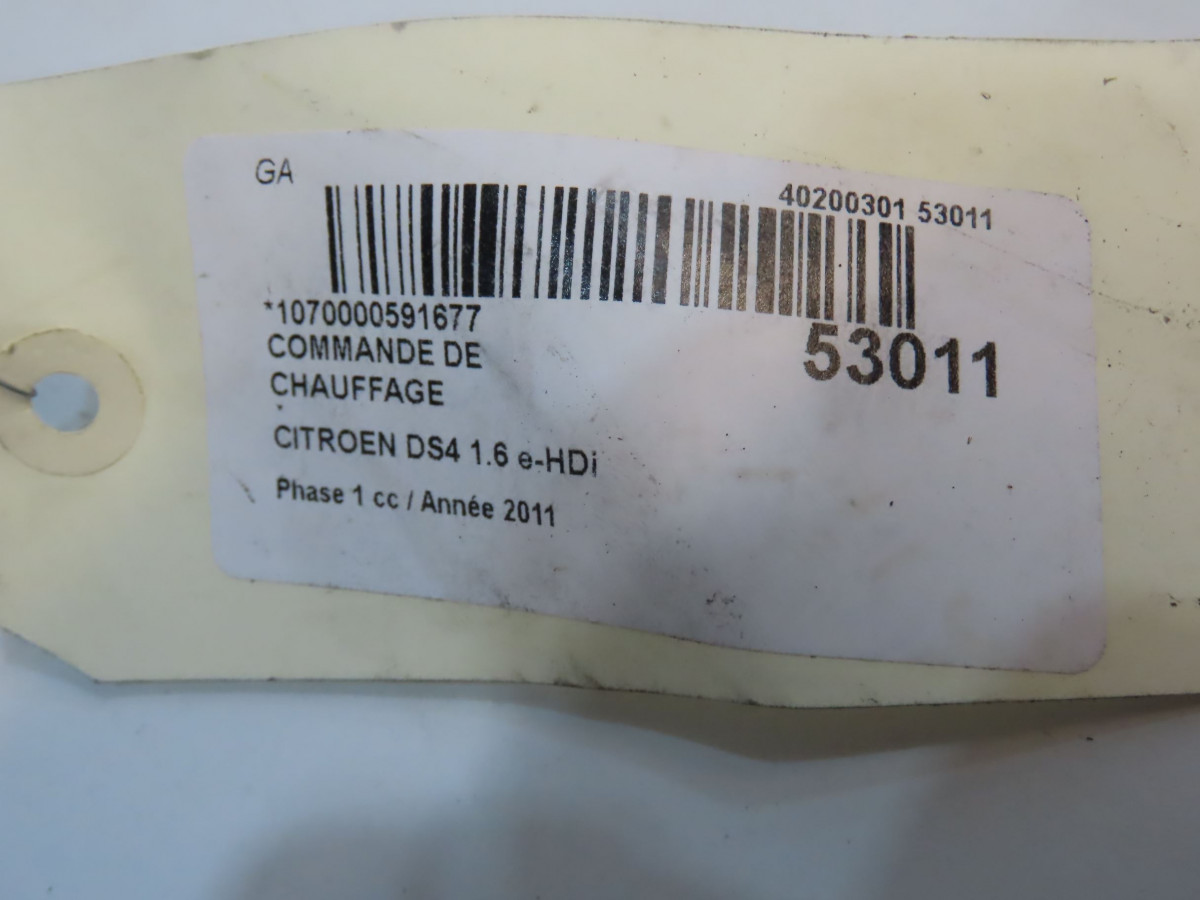 GA
40200301 53011
*1070000591677
53011
COMMANDE DE
CHAUFFAGE
CITROEN DS4 1.6 e-HDi
Phase 1 cc / Année 2011